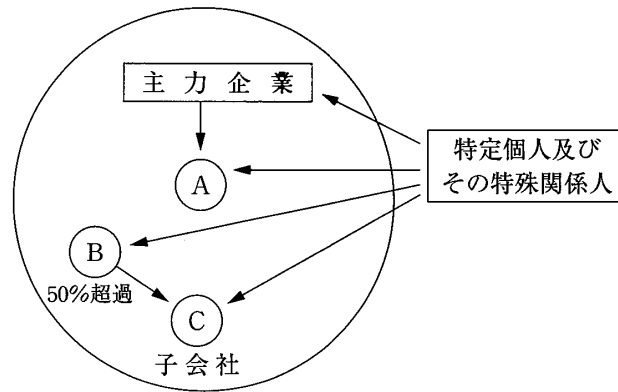 主力企業
特定個人及び
その特殊関係人
A
B
50%超過
C
子会社